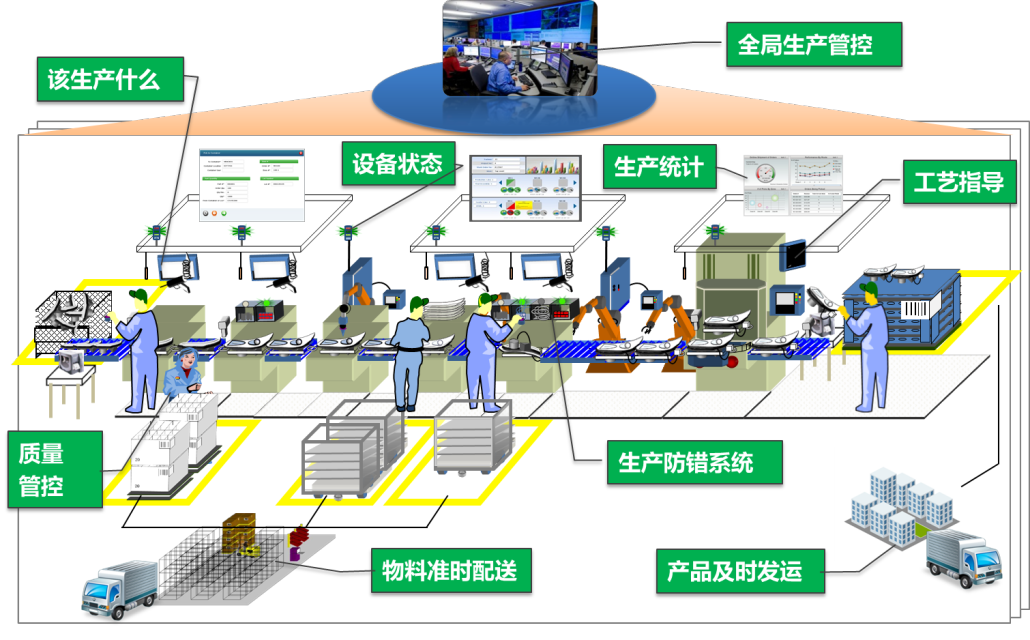 全局生产管控
该生产什么
设备状态
生产统计
工艺指导
质量
管控
生产防错系统
物料准时配送
产品及时发运